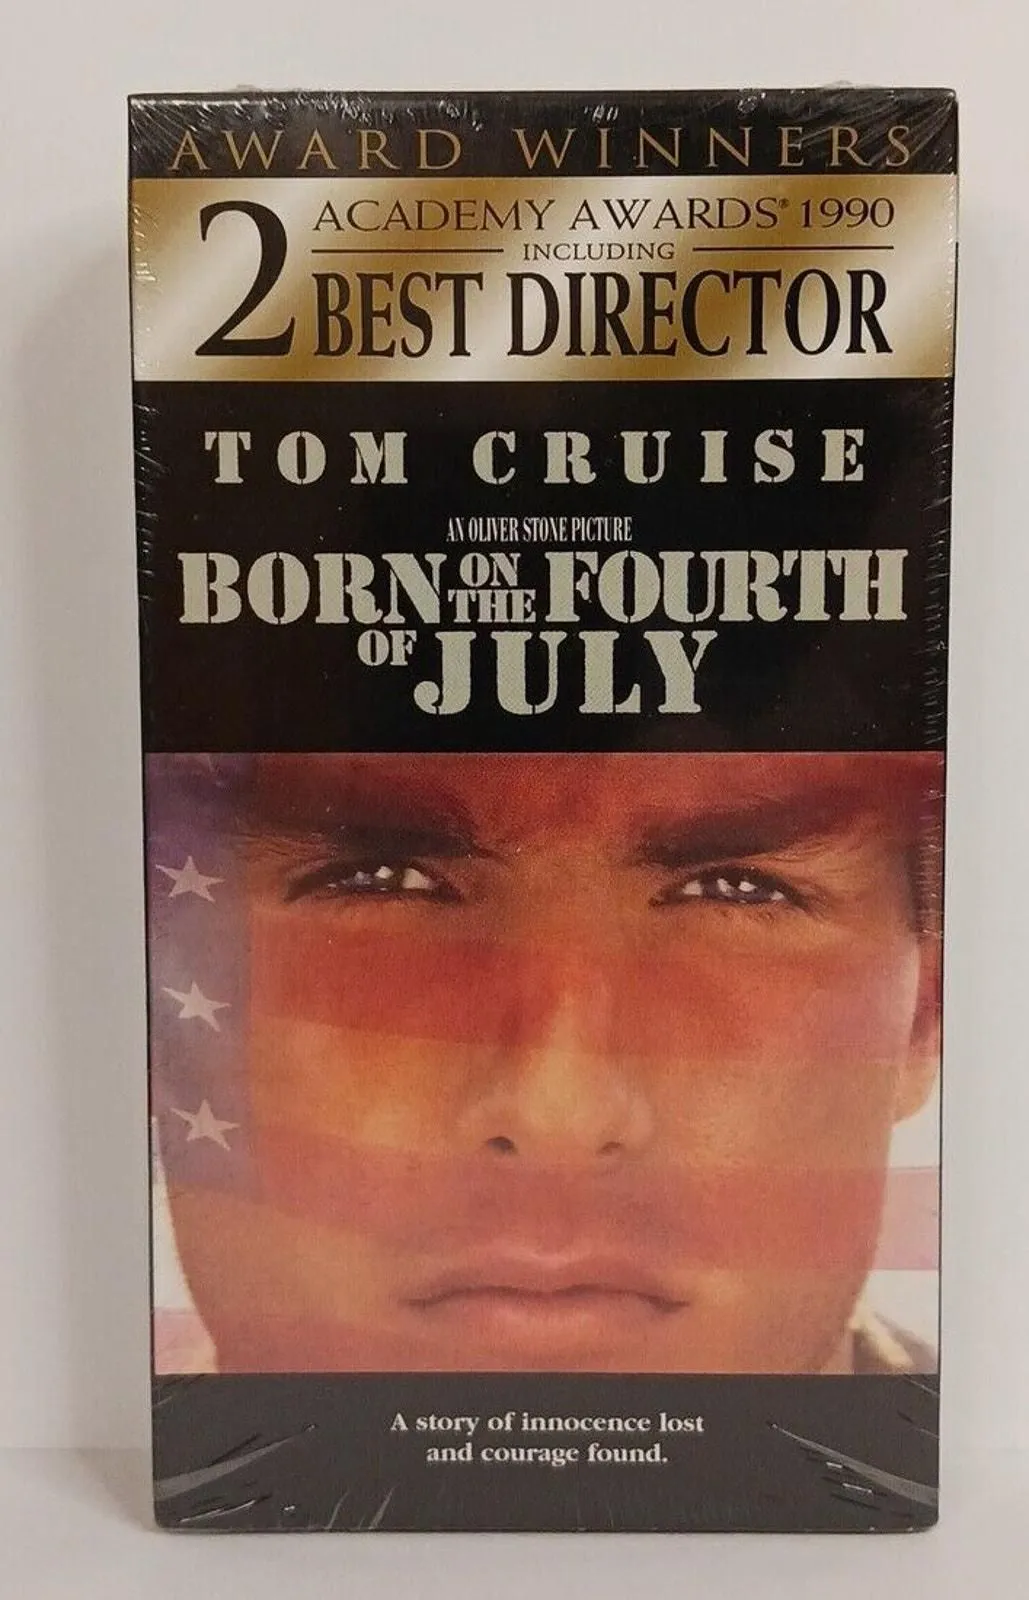 AWARD WINNERS
2 ACADEMY AWARDS® 1990
INCLUDING
BEST DIRECTOR
TOM CRUISE
AN OLIVER STONE PICTURE
BORN ON THE FOURTH
OF JULY
A story of innocence lost
and courage found.